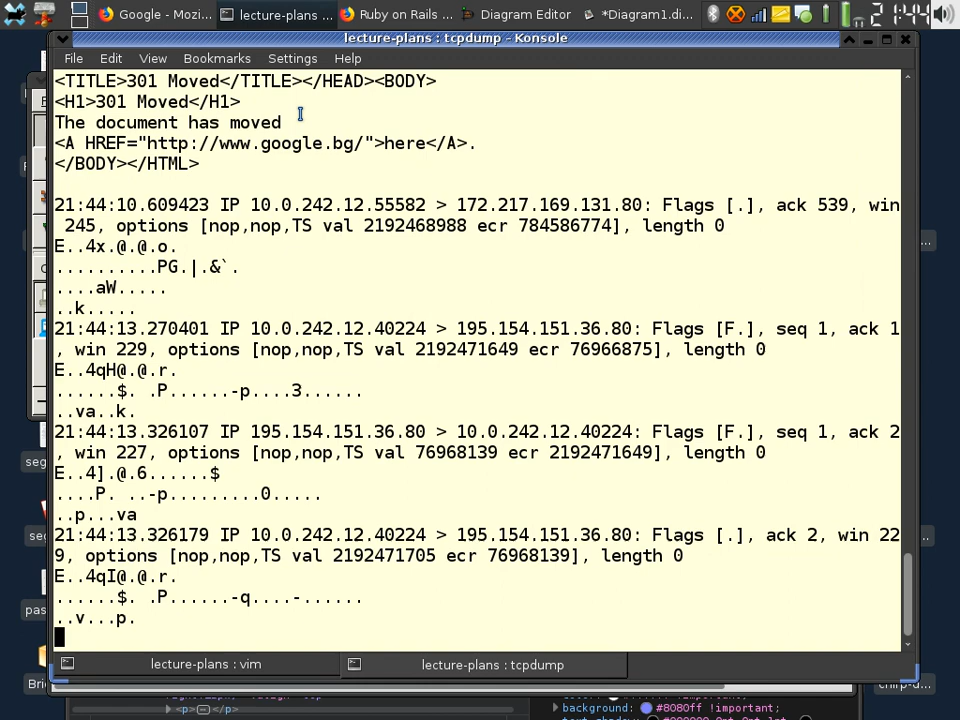 Google - Mozi...
lecture-plans ...
Ruby on Rails ...
Diagram Editor
*Diagram1.di...
2
1:44
lecture-plans : tcpdump - Konsole
File Edit View Bookmarks Settings Help
<TITLE>301 Moved</TITLE></HEAD><BODY>
<H1>301 Moved</H1>
The document has moved
<A HREF="http://www.google.bg/">here</A>.
</BODY></HTML>
21:44:10.609423 IP 10.0.242.12.55582 > 172.217.169.131.80: Flags [.], ack 539, win
 245, options [nop,nop,TS val 2192468988 ecr 784586774], length 0
E..4x.@.@.o.
..........PG.|.&`.
....aW.....
..k.....
21:44:13.270401 IP 10.0.242.12.40224 > 195.154.151.36.80: Flags [F.], seq 1, ack 1
, win 229, options [nop,nop,TS val 2192471649 ecr 76966875], length 0
E..4qH@.@.r.
......$. .P......-p....3......
..va..k.
21:44:13.326107 IP 195.154.151.36.80 > 10.0.242.12.40224: Flags [F.], seq 1, ack 2
, win 227, options [nop,nop,TS val 76968139 ecr 2192471649], length 0
E..4].@.6......$
....P. ..-p.........0.....
..p...va
21:44:13.326179 IP 10.0.242.12.40224 > 195.154.151.36.80: Flags [.], ack 2, win 22
9, options [nop,nop,TS val 2192471705 ecr 76968139], length 0
E..4qI@.@.r.
......$. .P......-q....-......
..v...p.
lecture-plans : vim
lecture-plans : tcpdump
seg
seg
pas
Bri
<p>
</p>
#8080ff !important;